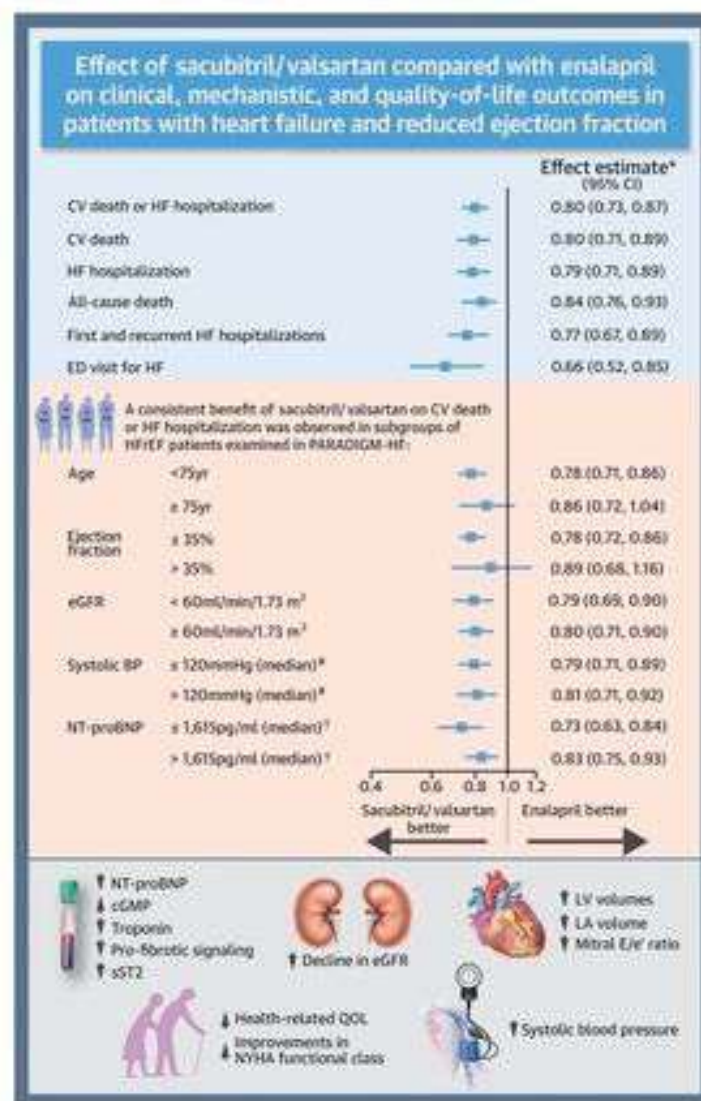 Effect of sacubitril/valsartan compared with enalapril
on clinical, mechanistic, and quality-of-life outcomes in
patients with heart failure and reduced ejection fraction
Effect estimate*
(95% CI)
CV death or HF hospitalization 0.80 (0.73, 0.87)
CV death 0.80 (0.71, 0.89)
HF hospitalization 0.79 (0.71, 0.89)
All-cause death 0.84 (0.76, 0.93)
First and recurrent HF hospitalizations 0.77 (0.67, 0.89)
ED visit for HF 0.66 (0.52, 0.85)
A consistent benefit of sacubitril/valsartan on CV death
or HF hospitalization was observed in subgroups of
HFrEF patients examined in PARADIGM-HF:
Age <75yr 0.78 (0.71, 0.86)
≥ 75yr 0.86 (0.72, 1.04)
Ejection fraction ≤ 35% 0.78 (0.72, 0.86)
> 35% 0.89 (0.68, 1.16)
eGFR < 60ml/min/1.73 m² 0.79 (0.69, 0.90)
≥ 60ml/min/1.73 m² 0.80 (0.71, 0.90)
Systolic BP ≤ 120mmHg (median)# 0.79 (0.71, 0.89)
> 120mmHg (median)# 0.81 (0.71, 0.92)
NT-proBNP ≤ 1,615pg/ml (median)† 0.73 (0.63, 0.84)
> 1,615pg/ml (median)† 0.83 (0.75, 0.93)
0.4 0.6 0.8 1.0 1.2
Sacubitril/valsartan better
Enalapril better
NT-proBNP
cGMP
Troponin
Pro-fibrotic signaling
sST2
Decline in eGFR
LV volumes
LA volume
Mitral E/e' ratio
Health-related QOL
Improvements in
NYHA functional class
Systolic blood pressure